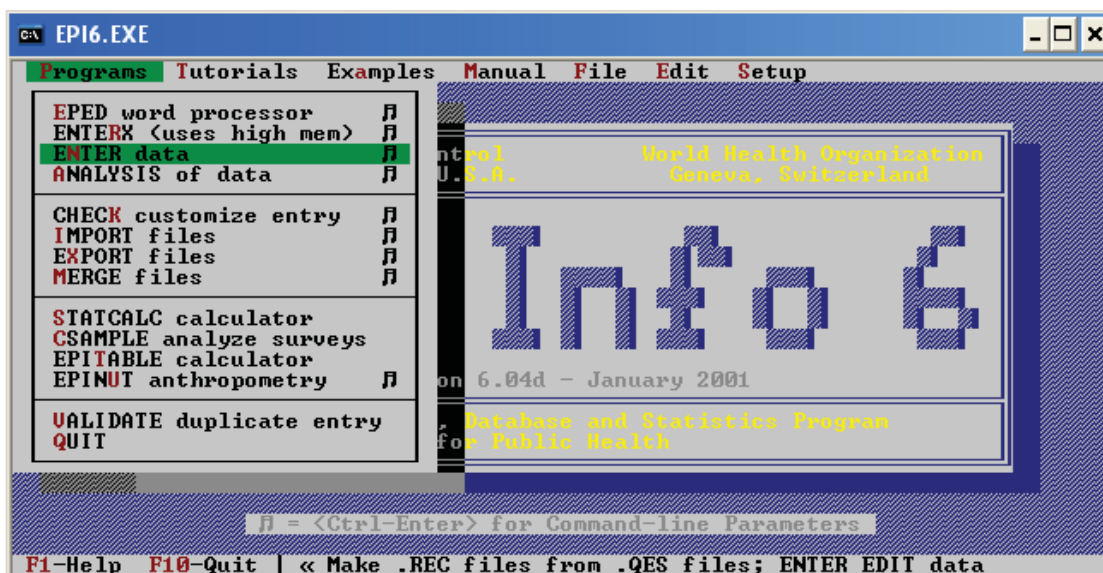 EPI6.EXE
Programs Tutorials Examples Manual File Edit Setup
EPED word processor ♬
ENTERX (uses high mem) ♬
ENTER data ♬
ANALYSIS of data ♬
CHECK customize entry ♬
IMPORT files ♬
EXPORT files ♬
MERGE files ♬
STATCALC calculator
CSAMPLE analyze surveys
EPITABLE calculator
EPINUT anthropometry ♬
VALIDATE duplicate entry
QUIT
ntrol World Health Organization
U.S.A. Geneva, Switzerland
Info 6
on 6.04d - January 2001
, Database and Statistics Program
for Public Health
♬ = <Ctrl-Enter> for Command-line Parameters
F1-Help F10-Quit | « Make .REC files from .QES files; ENTER EDIT data